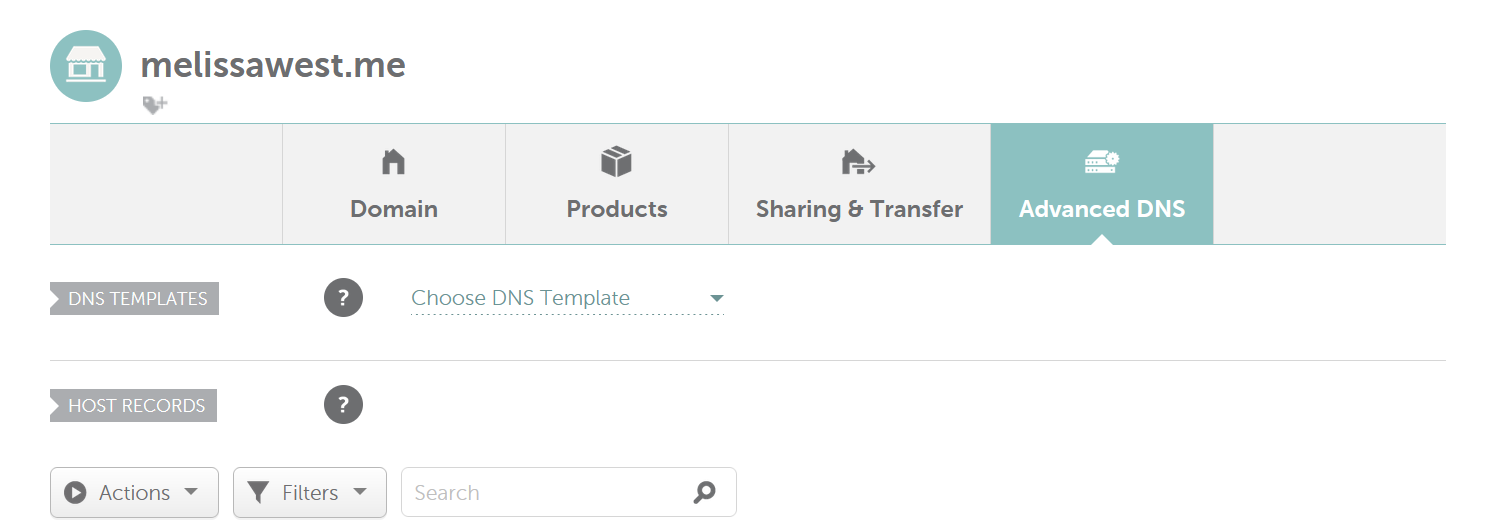 melissawest.me
Domain
Products
Sharing & Transfer
Advanced DNS
DNS TEMPLATES
?
Choose DNS Template
HOST RECORDS
?
Actions
Filters
Search